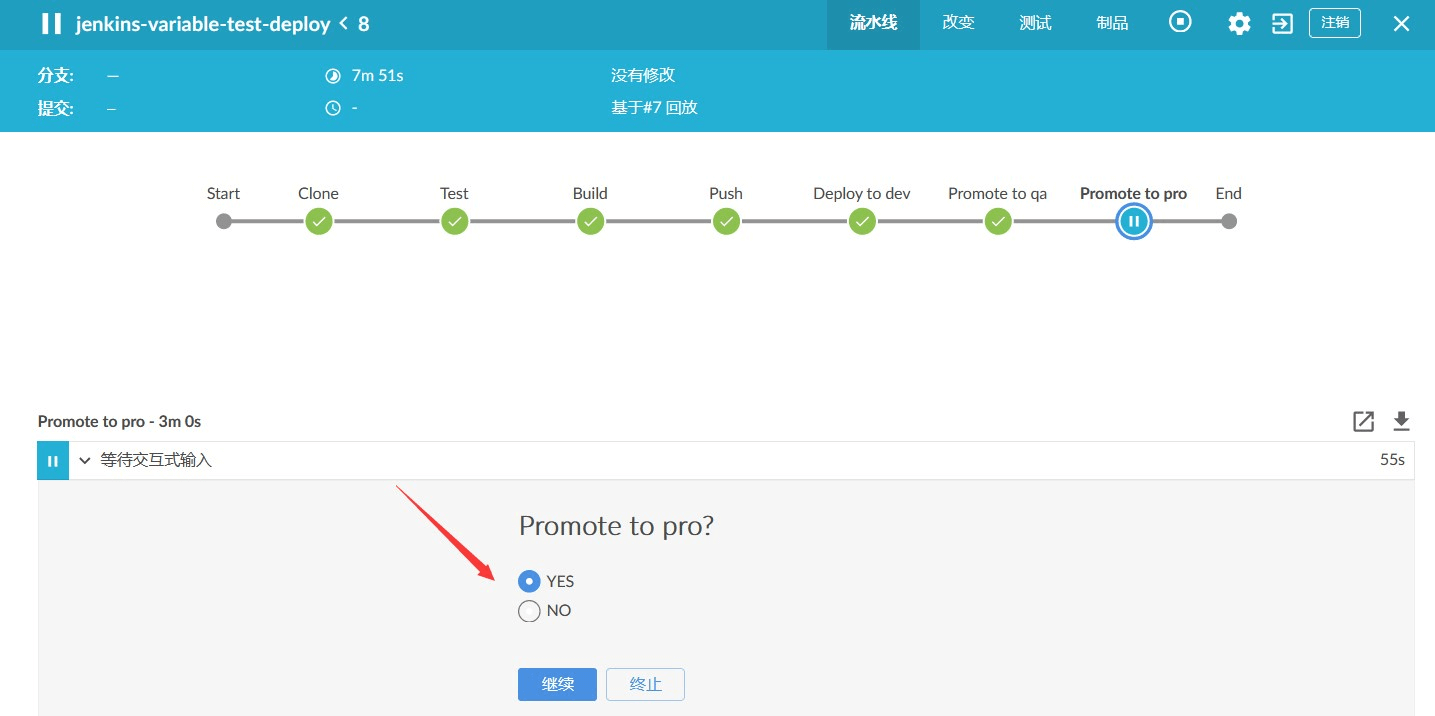 jenkins-variable-test-deploy < 8
流水线 改变 测试 制品 注销
分支: — 7m 51s 没有修改
提交: — - 基于#7 回放
Start Clone Test Build Push Deploy to dev Promote to qa Promote to pro End
Promote to pro - 3m 0s
等待交互式输入 55s
Promote to pro?
YES
NO
继续 终止